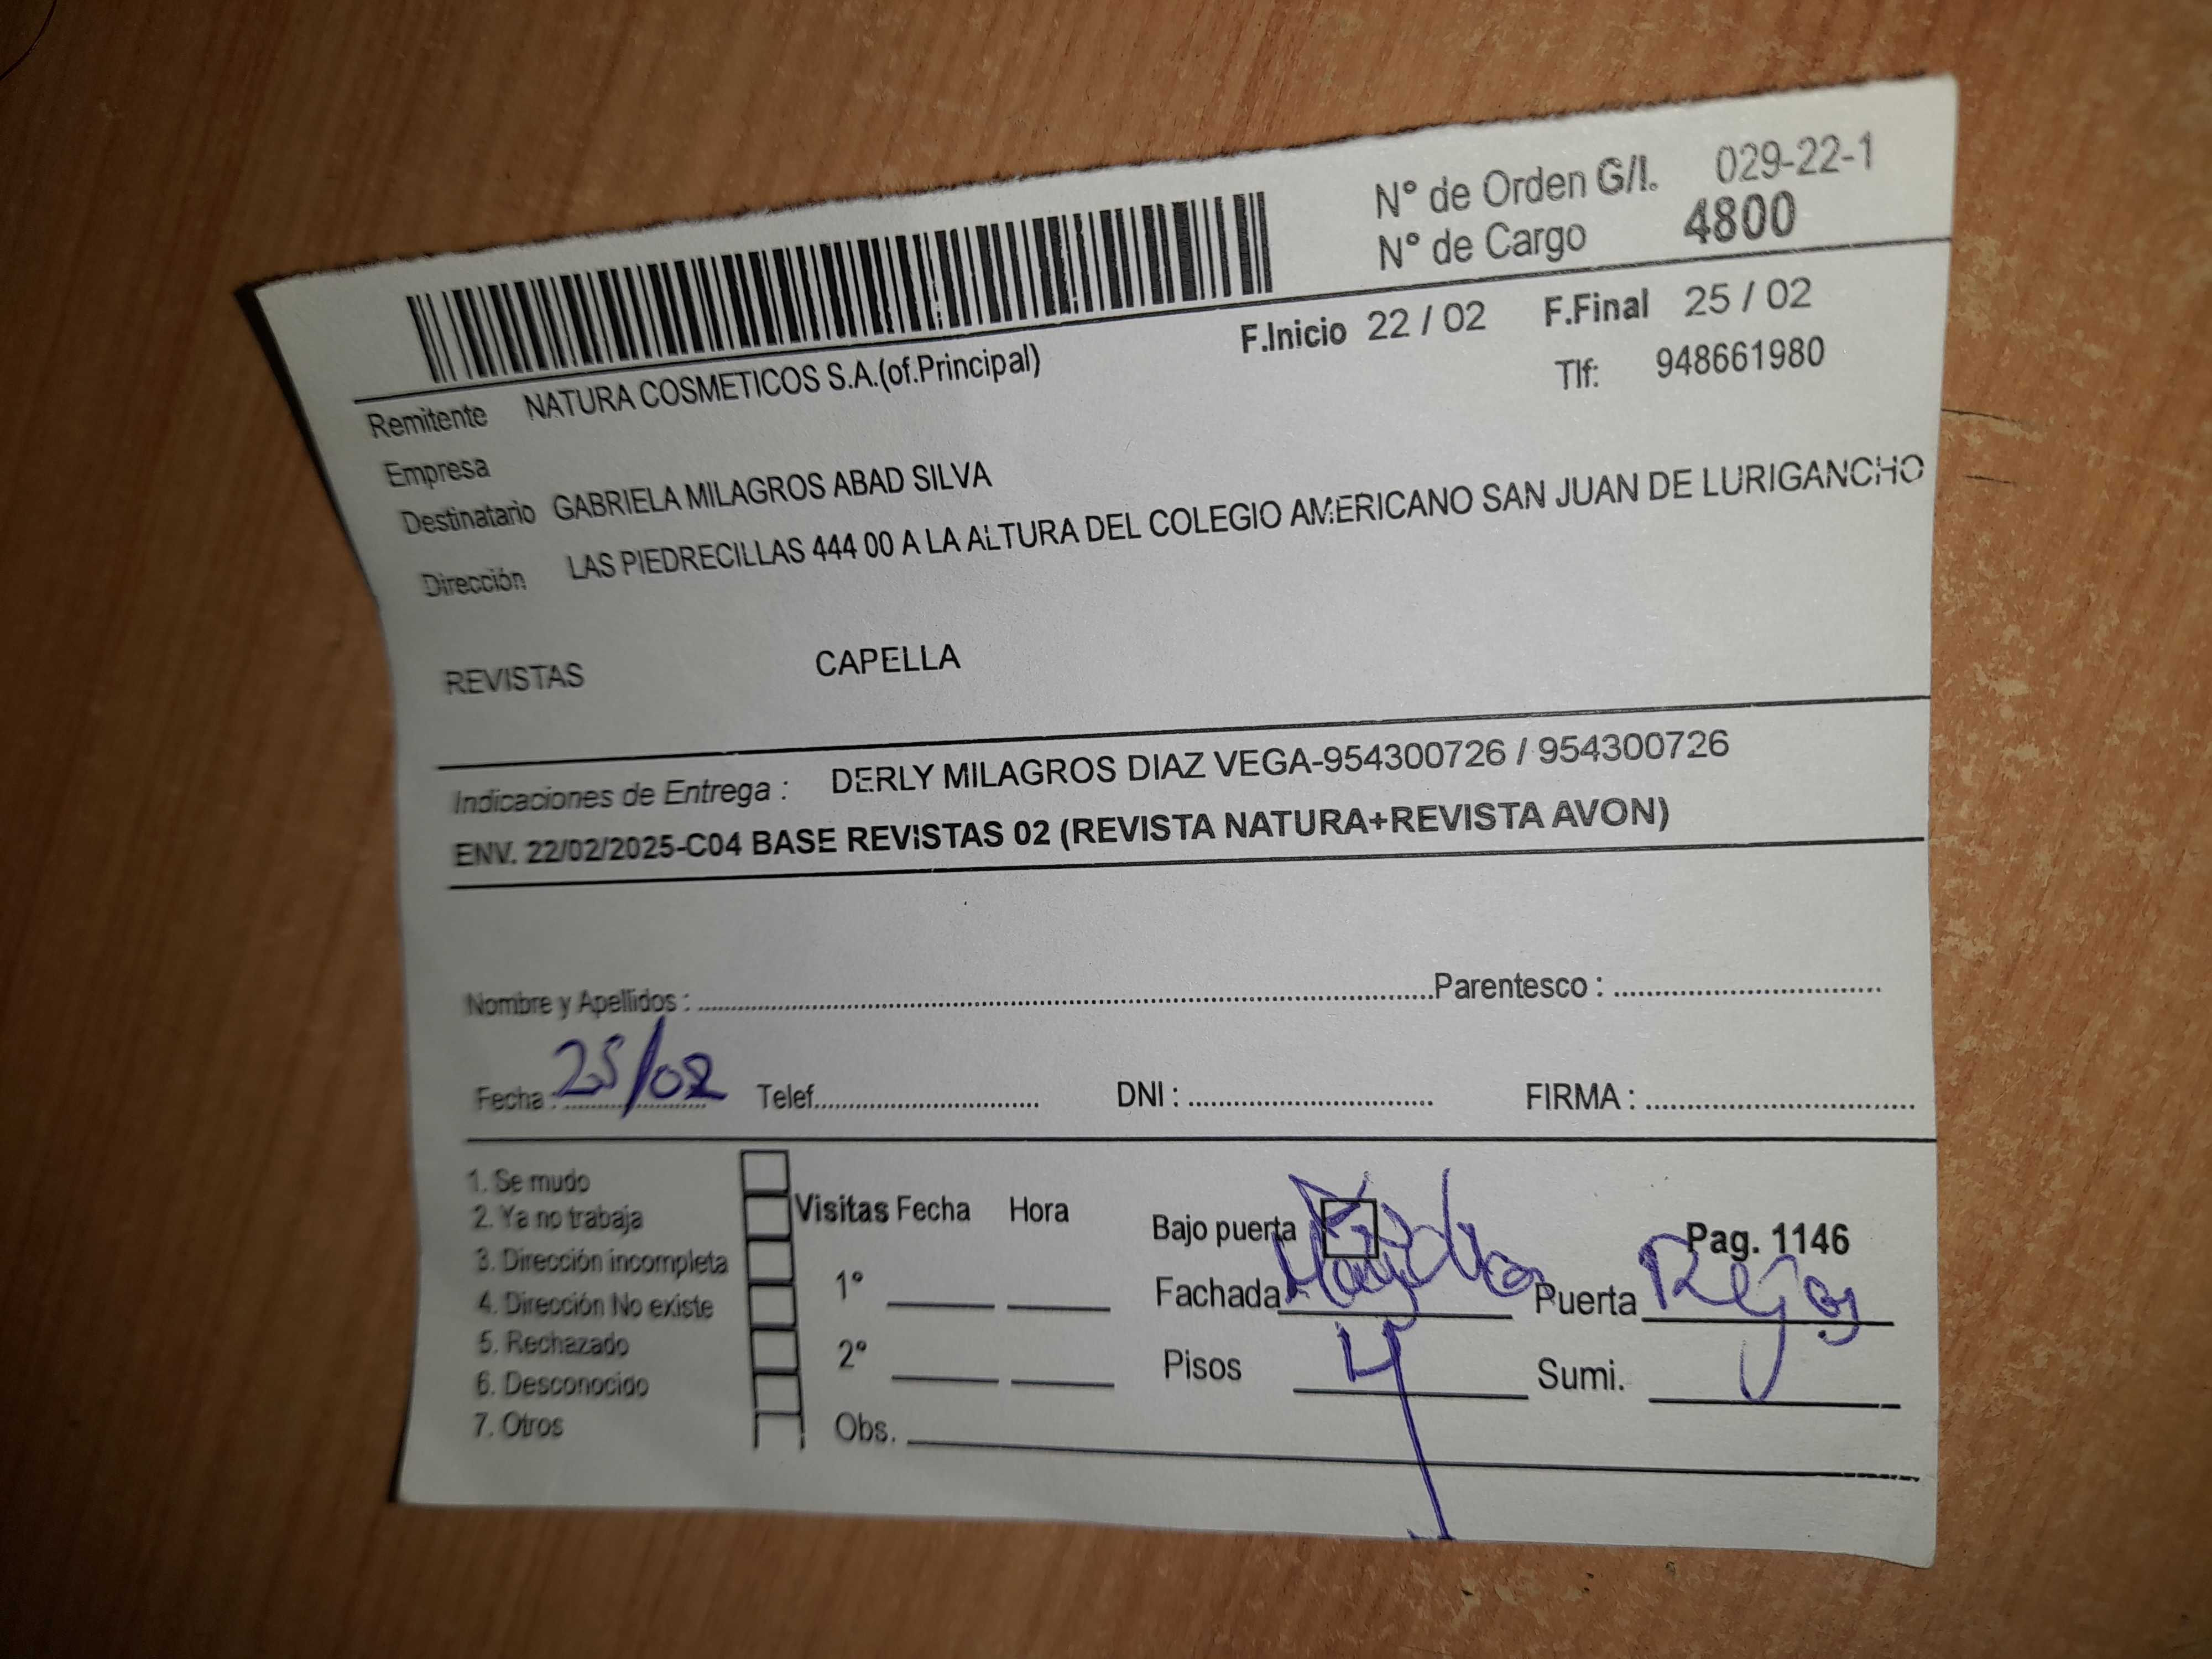 N° de Orden G/I. 029-22-1
N° de Cargo 4800
F.Inicio 22 / 02 F.Final 25 / 02
Remitente NATURA COSMETICOS S.A.(of.Principal) Tlf: 948661980
Empresa
Destinatario GABRIELA MILAGROS ABAD SILVA
Dirección LAS PIEDRECILLAS 444 00 A LA ALTURA DEL COLEGIO AMERICANO SAN JUAN DE LURIGANCHO
REVISTAS CAPELLA
Indicaciones de Entrega : DERLY MILAGROS DIAZ VEGA-954300726 / 954300726
ENV. 22/02/2025-C04 BASE REVISTAS 02 (REVISTA NATURA+REVISTA AVON)
Nombre y Apellidos : Parentesco :
Fecha : 25/02 Telef. DNI : FIRMA :
1. Se mudo
2. Ya no trabaja
3. Dirección incompleta
4. Dirección No existe
5. Rechazado
6. Desconocido
7. Otros
Visitas Fecha Hora
1°
2°
Obs.
Bajo puerta Pag. 1146
Fachada Puerta Rejas
Pisos 4 Sumi.